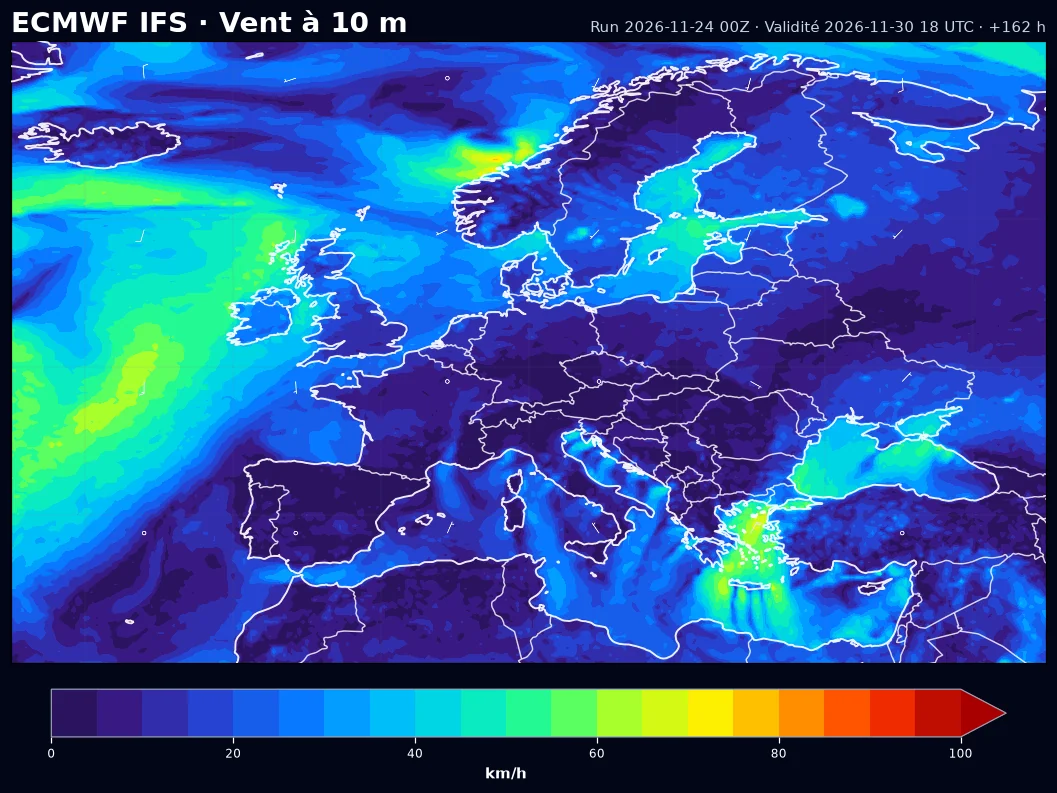 ECMWF IFS · Vent à 10 m
Run 2026-11-24 00Z · Validité 2026-11-30 18 UTC · +162 h
0 20 40 60 80 100
km/h